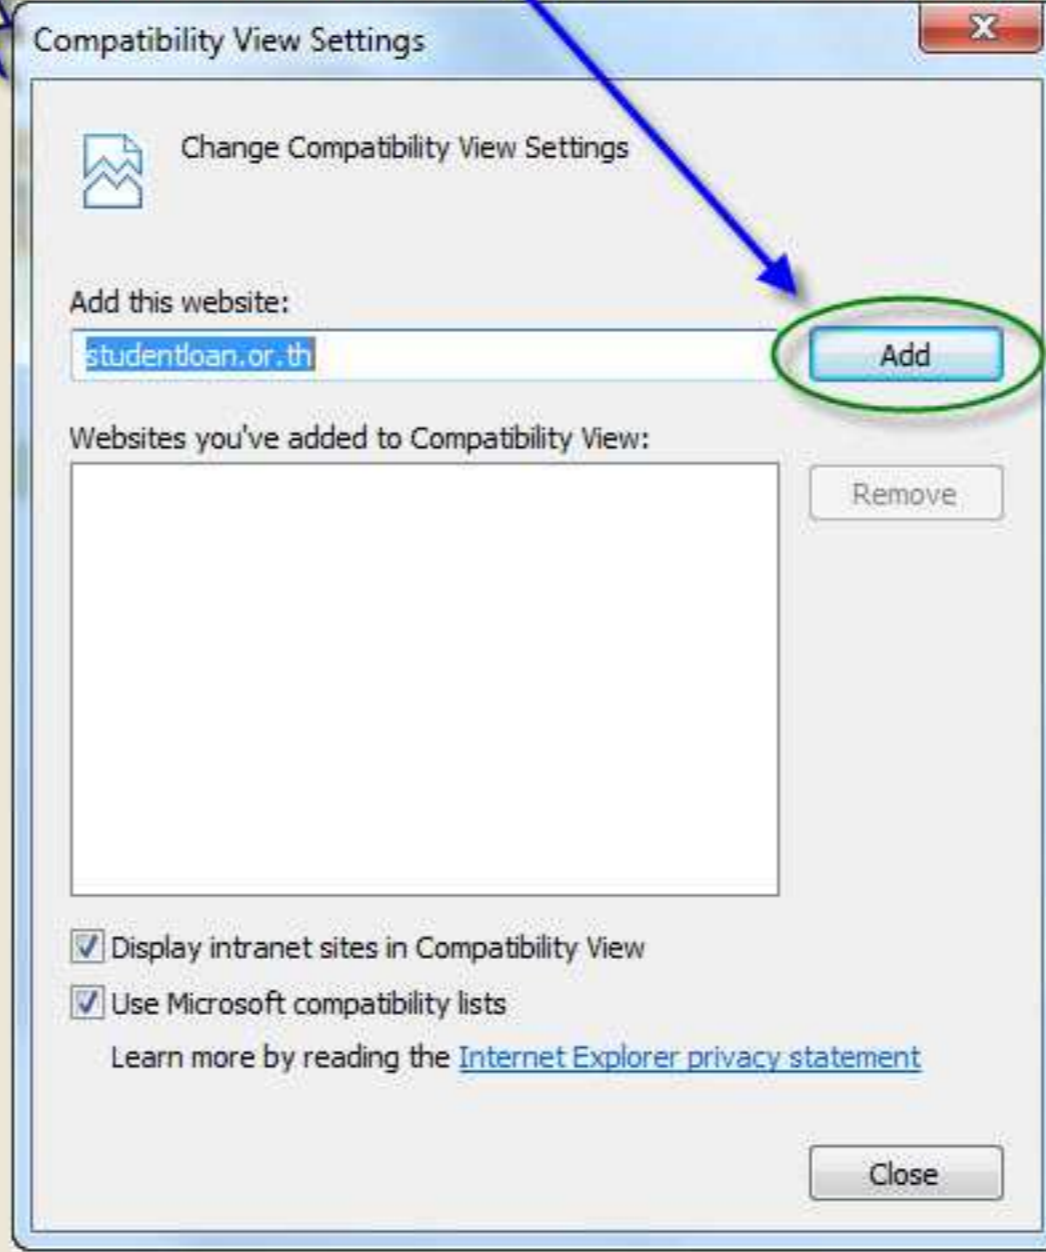 Compatibility View Settings
Change Compatibility View Settings
Add this website:
studentloan.or.th
Add
Websites you've added to Compatibility View:
Remove
Display intranet sites in Compatibility View
Use Microsoft compatibility lists
Learn more by reading the Internet Explorer privacy statement
Close